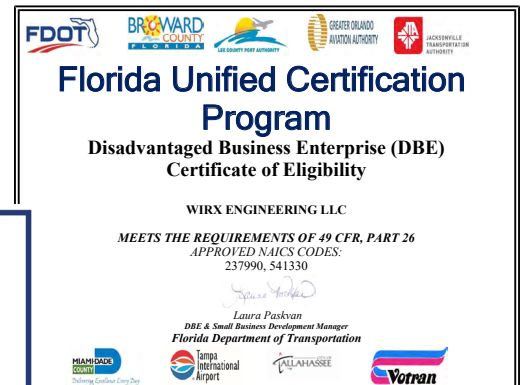 FDOT
BROWARD
COUNTY
FLORIDA
LEE COUNTY PORT AUTHORITY
GREATER ORLANDO
AVIATION AUTHORITY
JACKSONVILLE
TRANSPORTATION
AUTHORITY
Florida Unified Certification
Program
Disadvantaged Business Enterprise (DBE)
Certificate of Eligibility
WIRX ENGINEERING LLC
MEETS THE REQUIREMENTS OF 49 CFR, PART 26
APPROVED NAICS CODES:
237990, 541330
Laura Paskvan
DBE & Small Business Development Manager
Florida Department of Transportation
MIAMI-DADE
COUNTY
Delivering Excellence Every Day
Tampa
International
Airport
CITY OF
TALLAHASSEE
Votran